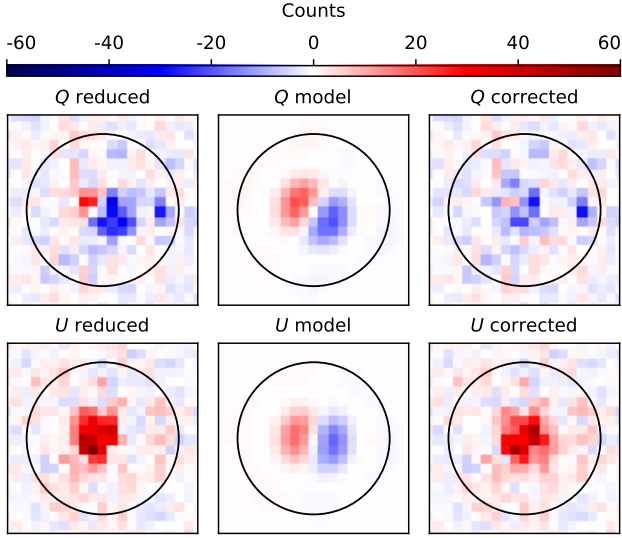 Counts
-60 -40 -20 0 20 40 60
Q reduced Q model Q corrected
U reduced U model U corrected